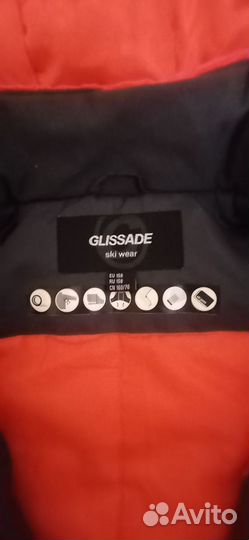 GLISSADE
ski wear
EU 158
RU 158
CN 160/76
Avito